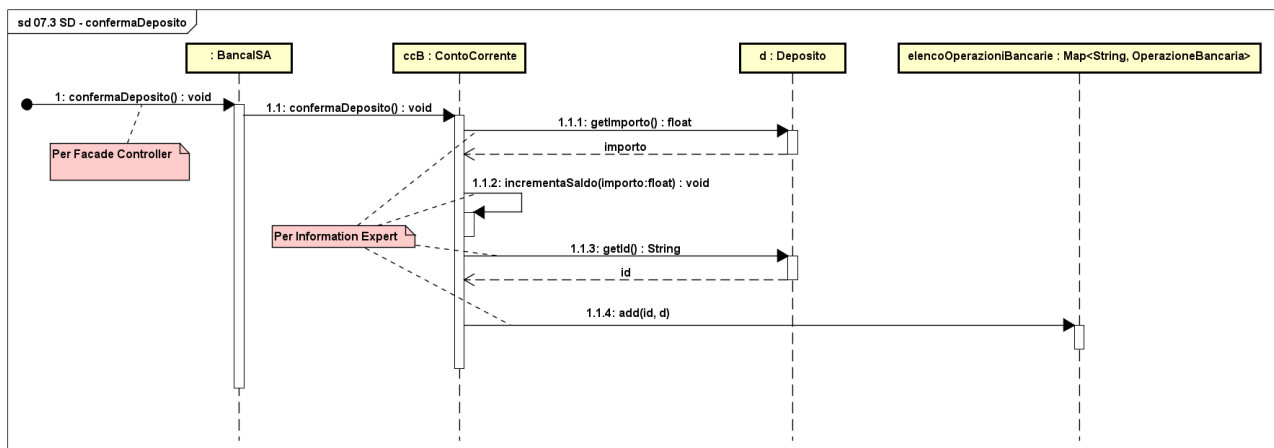 sd 07.3 SD - confermaDeposito
: BancaISA
ccB : ContoCorrente
d : Deposito
elencoOperazioniBancarie : Map<String, OperazioneBancaria>
1: confermaDeposito() : void
1.1: confermaDeposito() : void
1.1.1: getImporto() : float
Per Facade Controller
importo
1.1.2: incrementaSaldo(importo:float) : void
Per Information Expert
1.1.3: getId() : String
id
1.1.4: add(id, d)